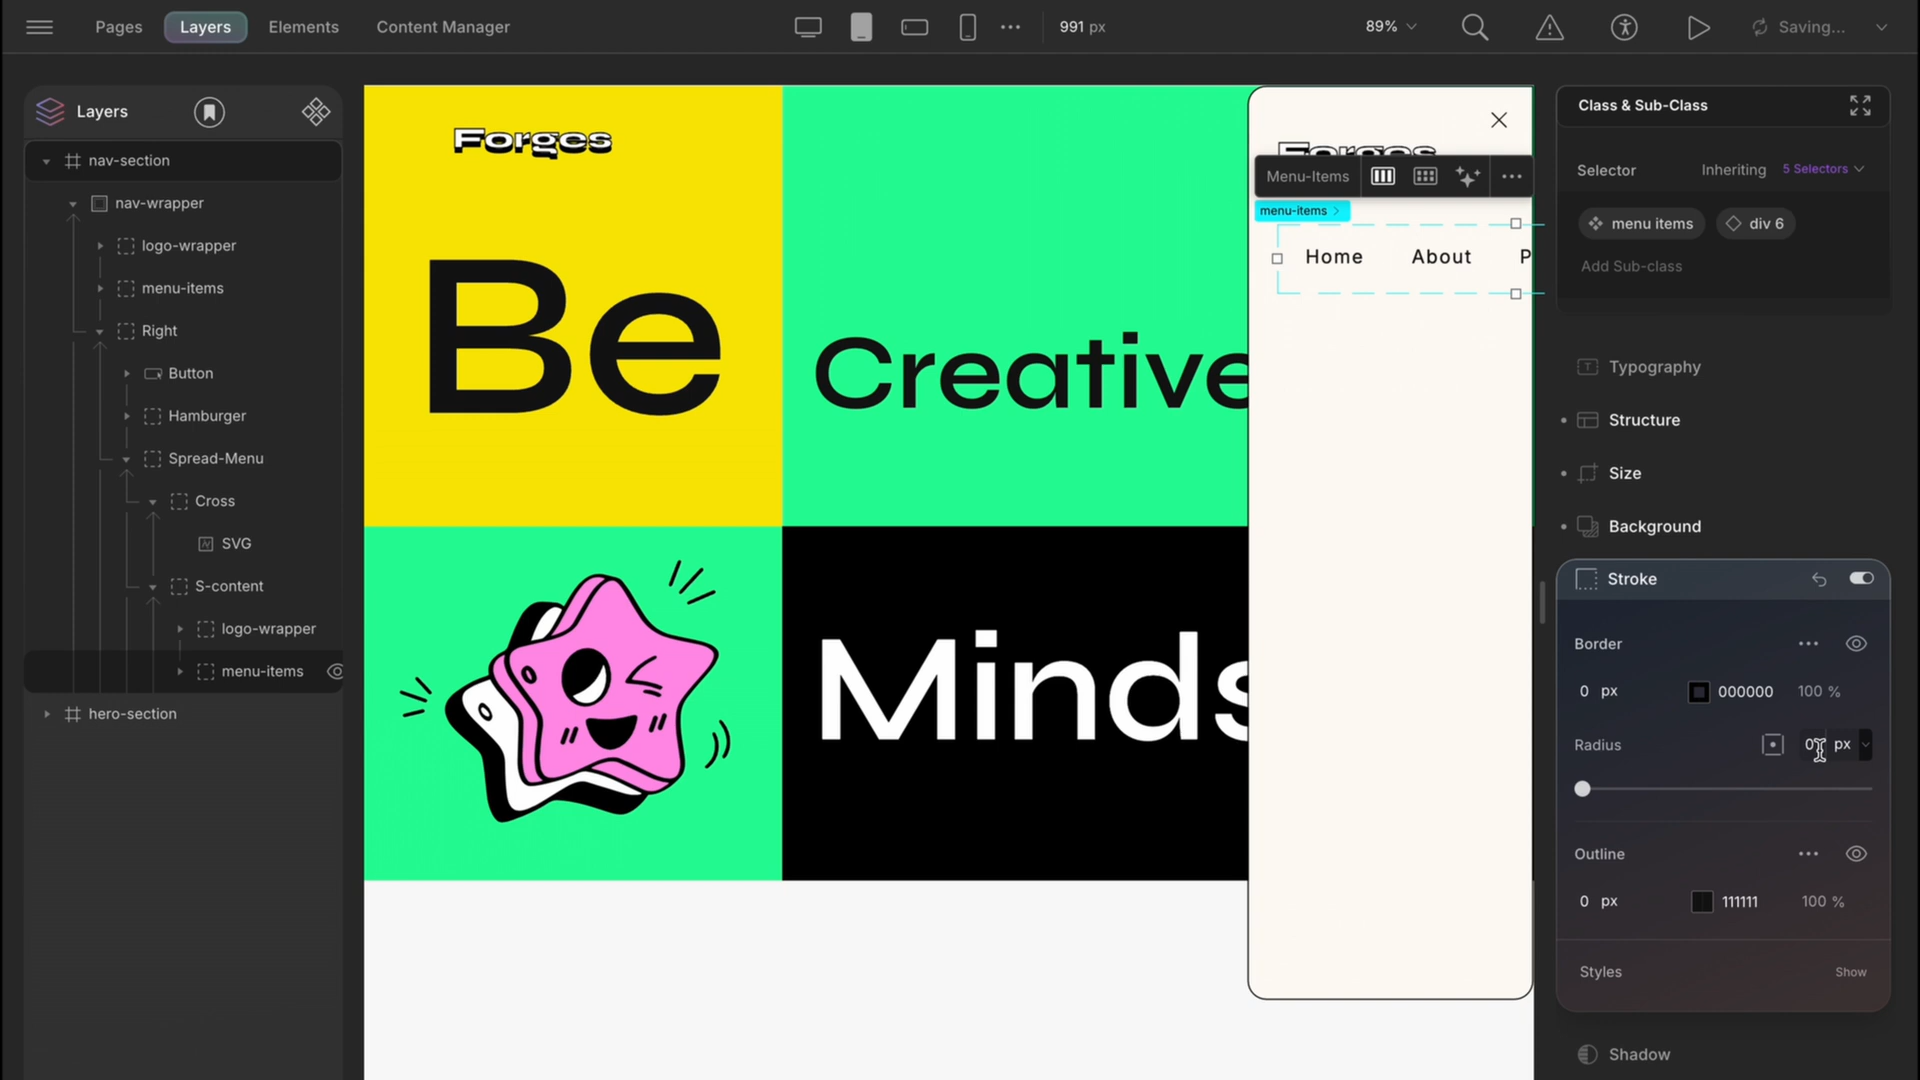 Pages
Layers
Elements
Content Manager
991 px
89%
Saving...
Layers
nav-section
nav-wrapper
logo-wrapper
menu-items
Right
Button
Hamburger
Spread-Menu
Cross
SVG
S-content
logo-wrapper
menu-items
hero-section
Forges
Be
Creative
Minds
Forges
Menu-Items
menu-items
Home
About
P
Class & Sub-Class
Selector
Inheriting
5 Selectors
menu items
div 6
Add Sub-class
Typography
Structure
Size
Background
Stroke
Border
0 px
000000
100 %
Radius
0 px
Outline
0 px
111111
100 %
Styles
Show
Shadow